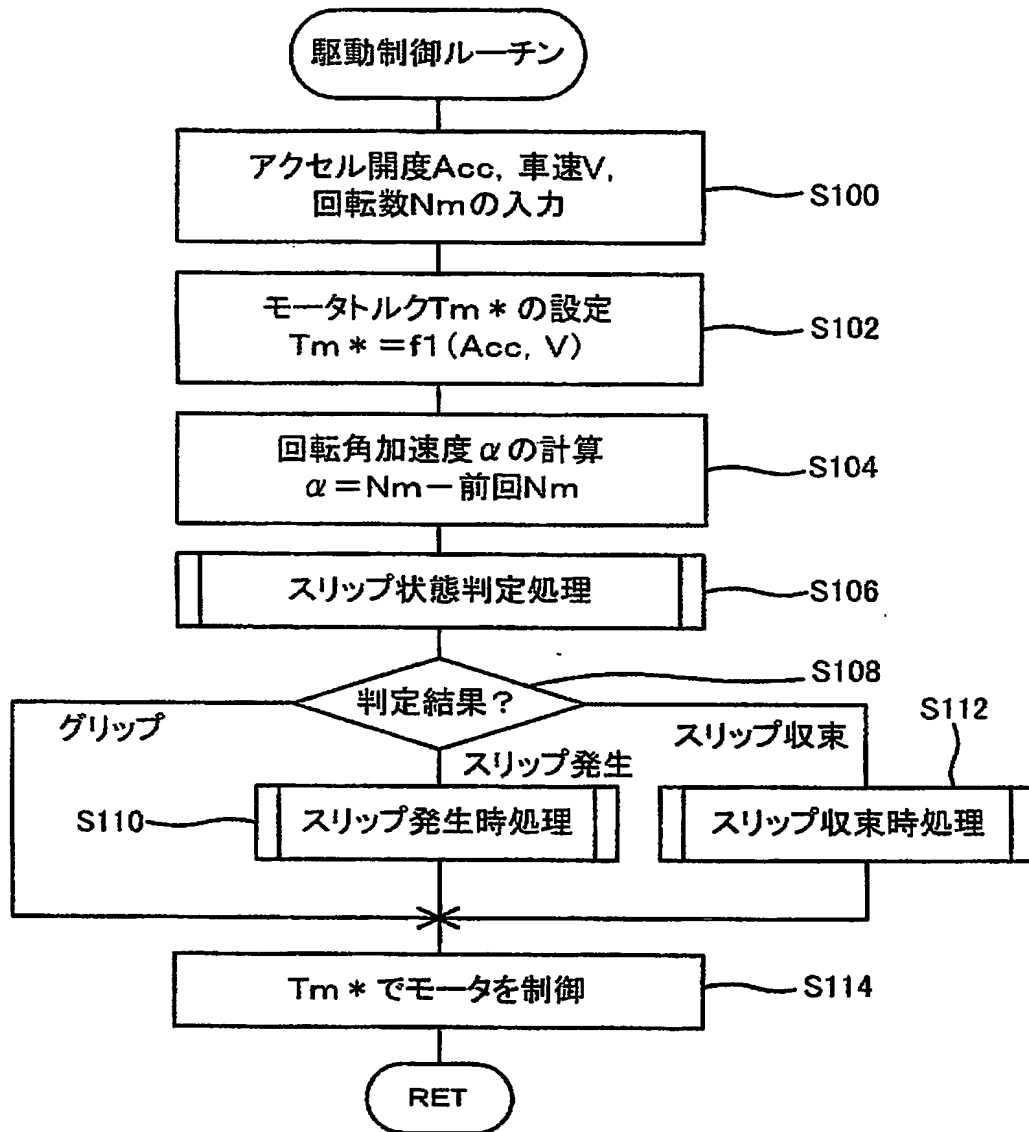 駆動制御ルーチン
アクセル開度Acc, 車速V,
回転数Nmの入力
S100
モータトルクTm*の設定
Tm*=f1(Acc, V)
S102
回転角加速度αの計算
α=Nm-前回Nm
S104
スリップ状態判定処理
S106
判定結果?
S108
グリップ
スリップ発生
スリップ収束
S112
S110
スリップ発生時処理
スリップ収束時処理
Tm*でモータを制御
S114
RET